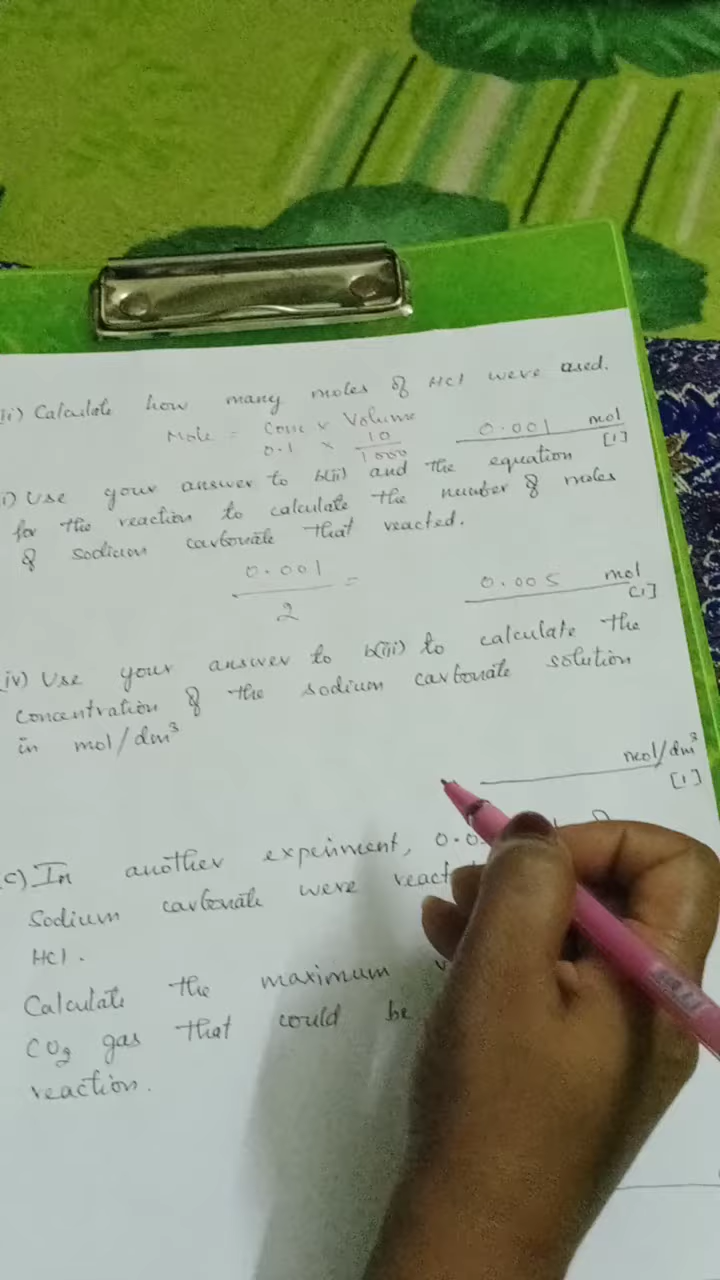 (ii) Calculate how many moles of HCl were used.
Mole = Conc x Volume
0.1 x 10/1000 0.001 mol
[1]
i) Use your answer to b(ii) and the equation
for the reaction to calculate the number of moles
of sodium carbonate that reacted.
0.001/2 = 0.005 mol
[1]
(iv) Use your answer to b(iii) to calculate the
concentration of the sodium carbonate solution
in mol/dm³
mol/dm³
[1]
(c) In another experiment, 0.0
Sodium carbonate were react
HCl.
Calculate the maximum
CO₂ gas that could be
reaction.